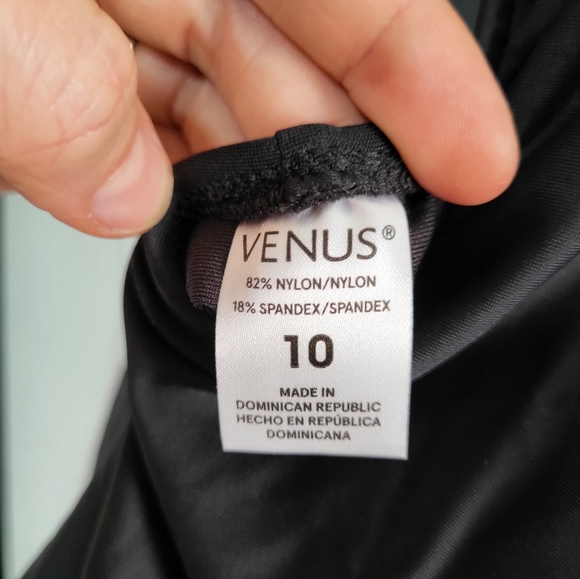 VENUS®
82% NYLON/NYLON
18% SPANDEX/SPANDEX
10
MADE IN
DOMINICAN REPUBLIC
HECHO EN REPÚBLICA
DOMINICANA